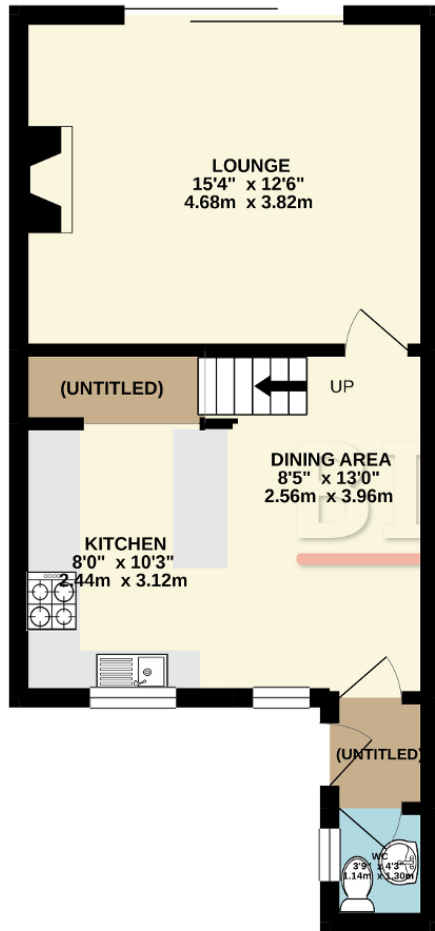 LOUNGE
15'4" x 12'6"
4.68m x 3.82m
(UNTITLED)
UP
DINING AREA
8'5" x 13'0"
2.56m x 3.96m
KITCHEN
8'0" x 10'3"
2.44m x 3.12m
(UNTITLED)
WC
3'9" x 4'3"
1.14m x 1.30m